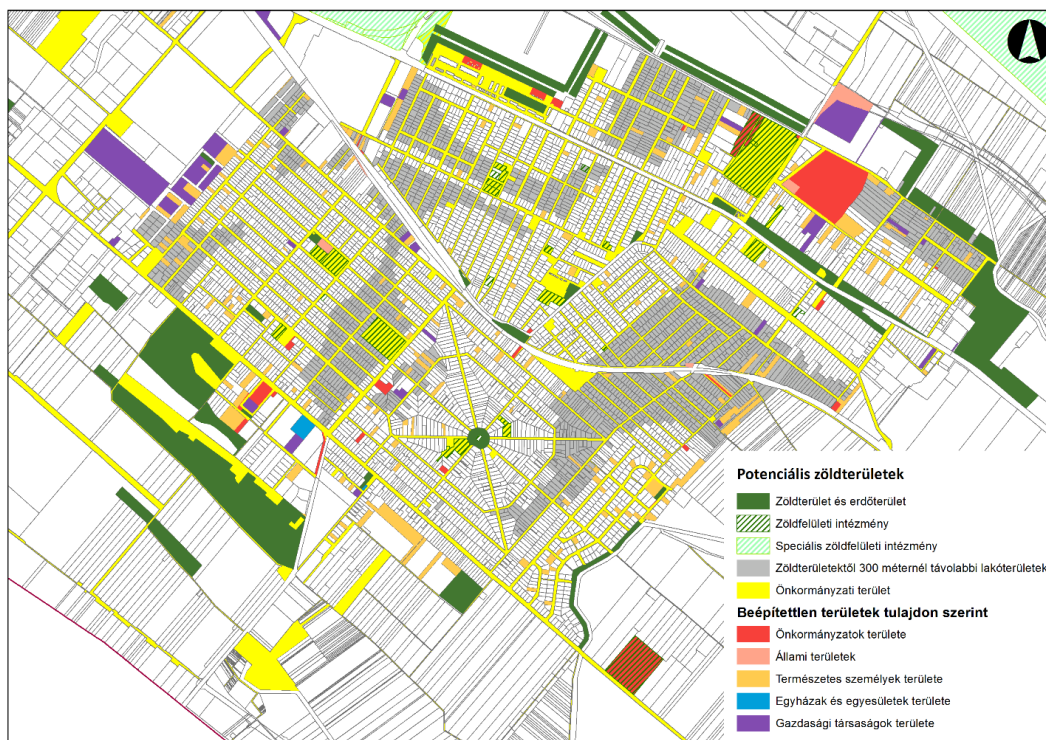 Potenciális zöldterületek
Zöldterület és erdőterület
Zöldfelületi intézmény
Speciális zöldfelületi intézmény
Zöldterületektől 300 méternél távolabbi lakóterületek
Önkormányzati terület
Beépítettlen területek tulajdon szerint
Önkormányzatok területe
Állami területek
Természetes személyek területe
Egyházak és egyesületek területe
Gazdasági társaságok területe